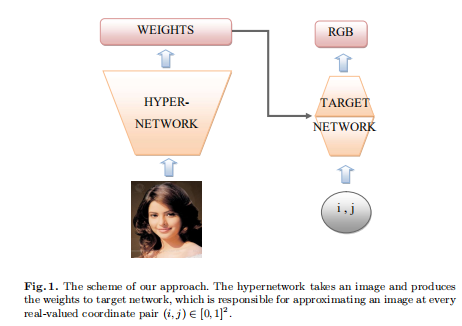 WEIGHTS
RGB
HYPER-
NETWORK
TARGET
NETWORK
i , j
Fig. 1. The scheme of our approach. The hypernetwork takes an image and produces
the weights to target network, which is responsible for approximating an image at every
real-valued coordinate pair (i, j) ∈ [0, 1]².